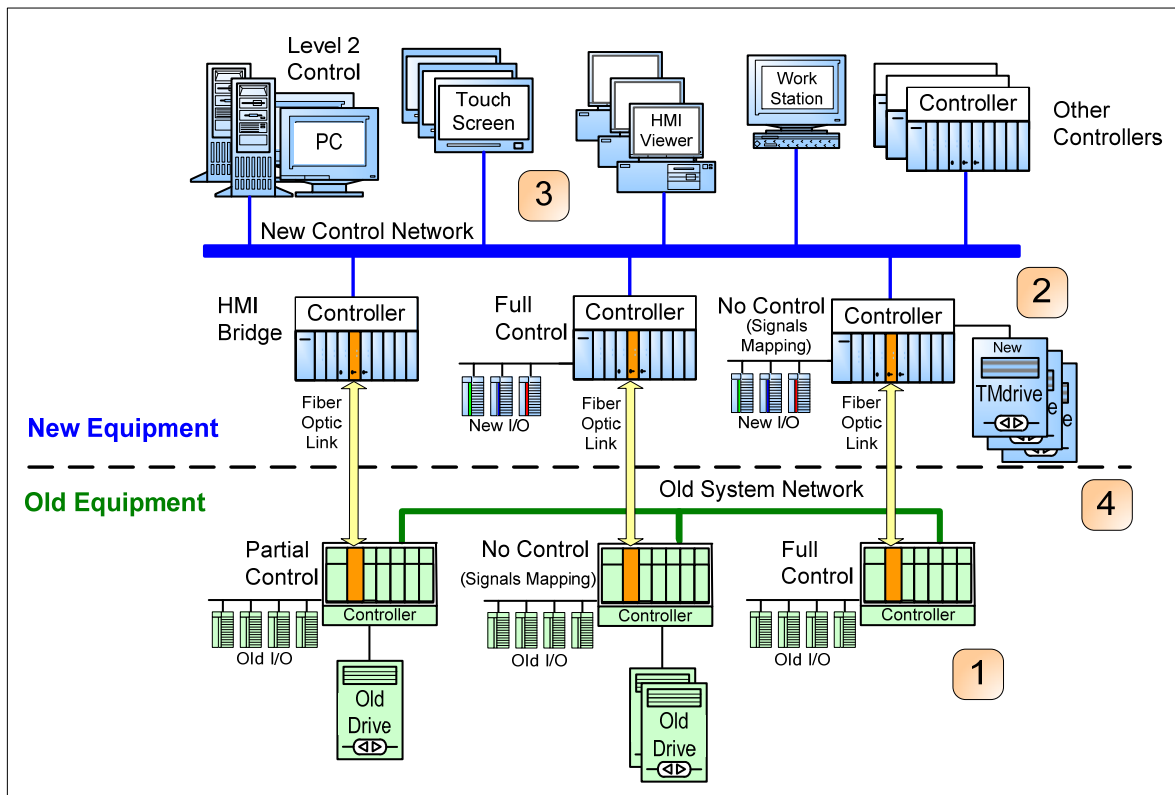 Level 2
Control
PC
Touch
Screen
HMI
Viewer
Work
Station
Controller
Other
Controllers
3
New Control Network
2
HMI
Bridge
Controller
Full
Control
Controller
No Control
(Signals
Mapping)
Controller
New
TMdrive
e
e
New I/O
New I/O
Fiber
Optic
Link
Fiber
Optic
Link
Fiber
Optic
Link
New Equipment
Old Equipment
Old System Network
4
Partial
Control
No Control
(Signals Mapping)
Full
Control
Controller
Controller
Controller
Old I/O
Old I/O
Old I/O
1
Old
Drive
Old
Drive